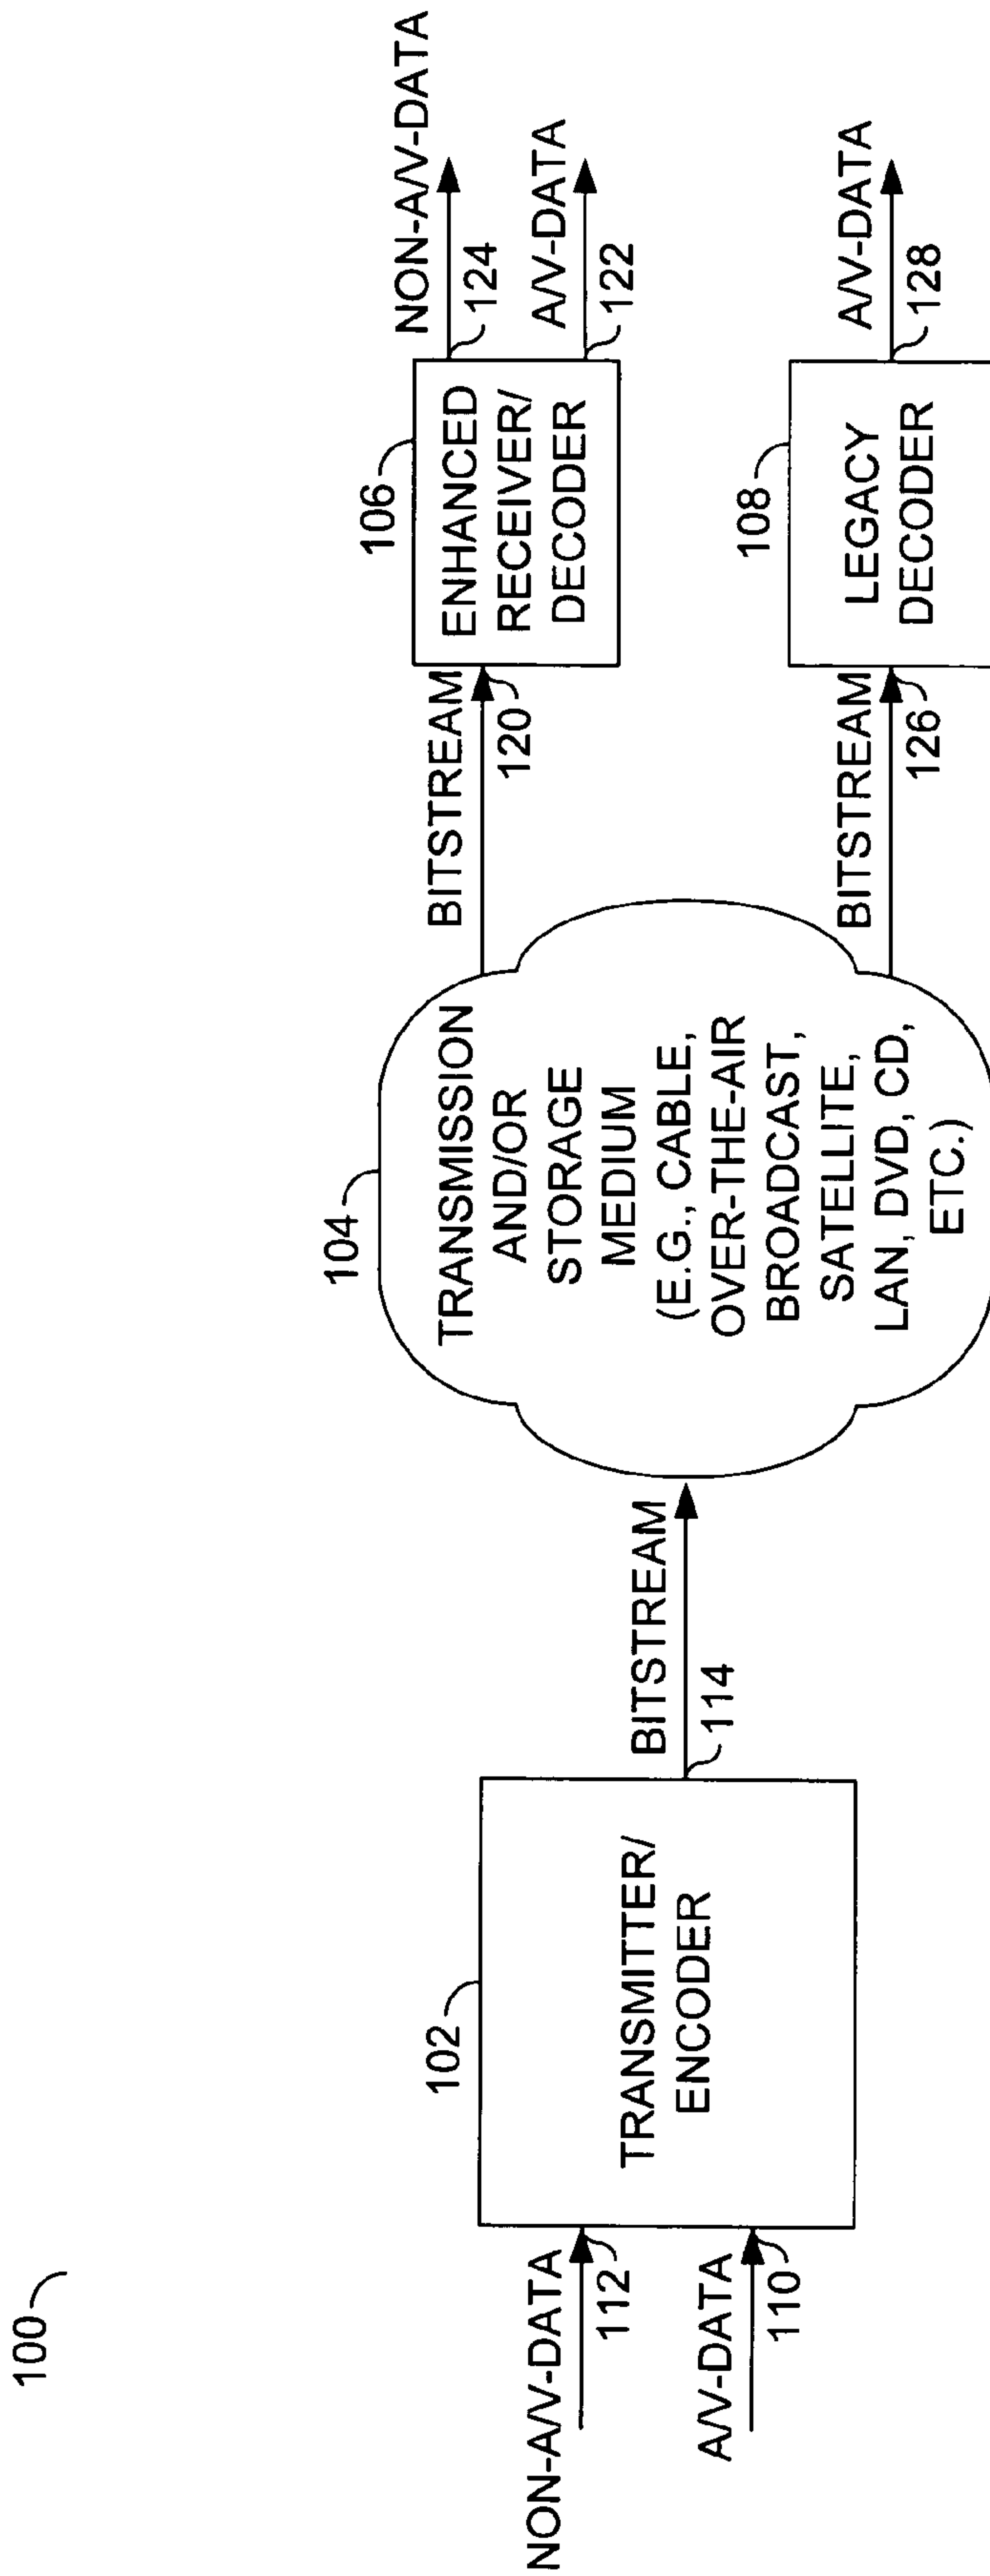 100
NON-A/V-DATA
112
A/V-DATA
110
102
TRANSMITTER/
ENCODER
BITSTREAM
114
104
TRANSMISSION
AND/OR
STORAGE
MEDIUM
(E.G., CABLE,
OVER-THE-AIR
BROADCAST,
SATELLITE,
LAN, DVD, CD,
ETC.)
BITSTREAM
120
106
ENHANCED
RECEIVER/
DECODER
NON-A/V-DATA
124
A/V-DATA
122
BITSTREAM
126
108
LEGACY
DECODER
A/V-DATA
128